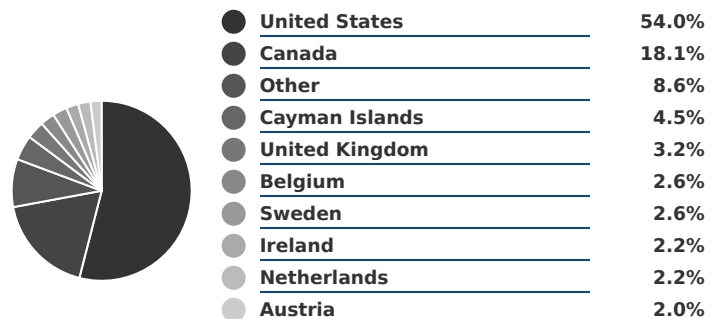 United States 54.0%
Canada 18.1%
Other 8.6%
Cayman Islands 4.5%
United Kingdom 3.2%
Belgium 2.6%
Sweden 2.6%
Ireland 2.2%
Netherlands 2.2%
Austria 2.0%